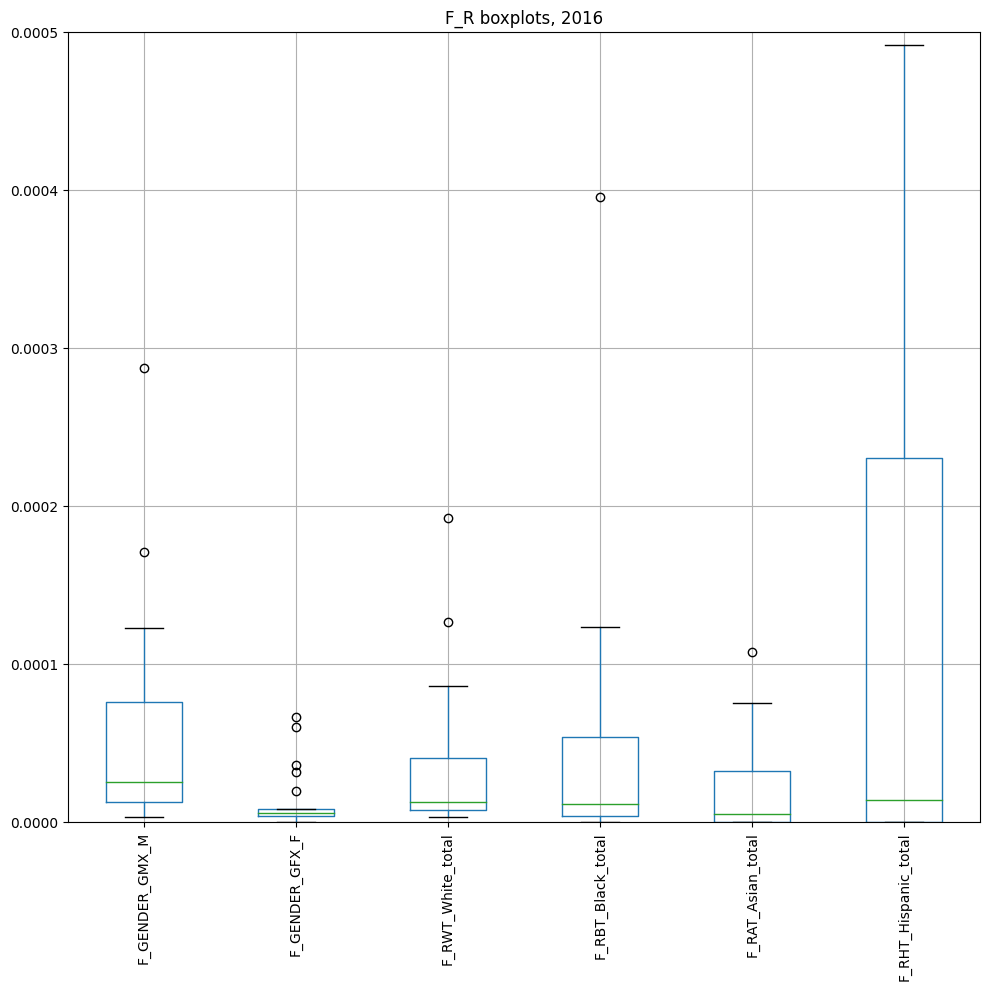 F_R boxplots, 2016
0.0005
0.0004
0.0003
0.0002
0.0001
0.0000
F_GENDER_GMX_M
F_GENDER_GFX_F
F_RWT_White_total
F_RBT_Black_total
F_RAT_Asian_total
F_RHT_Hispanic_total